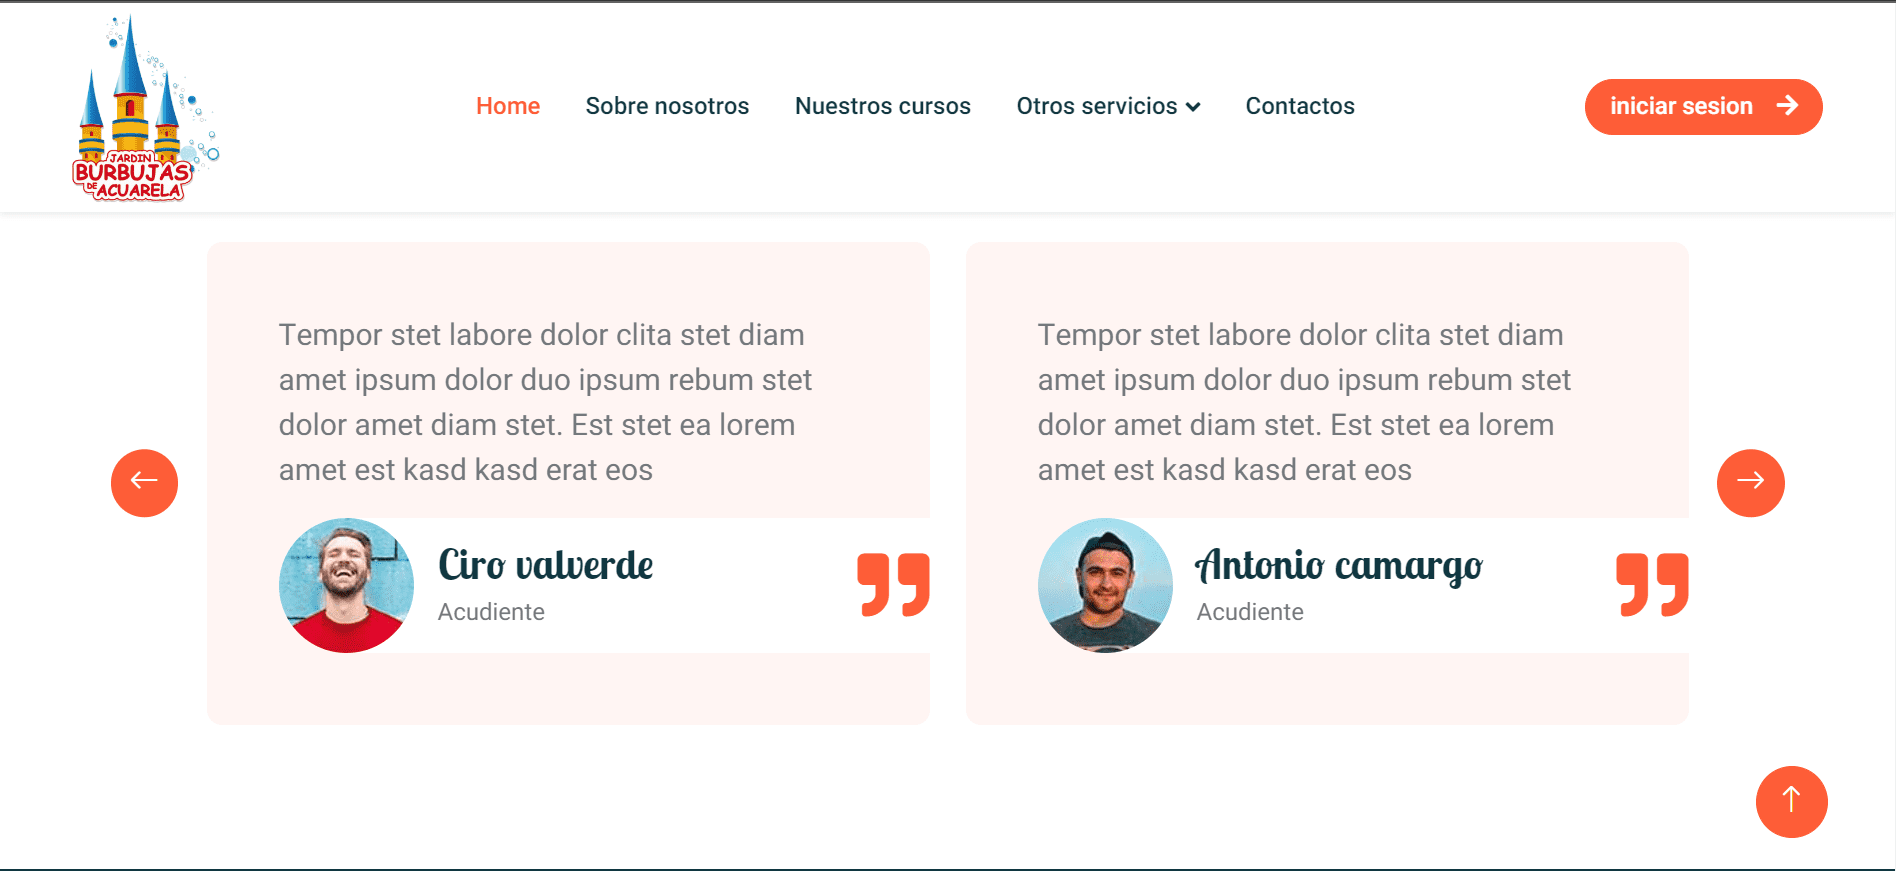 JARDIN
BURBUJAS
DE ACUARELA
Home Sobre nosotros Nuestros cursos Otros servicios Contactos
iniciar sesion
Tempor stet labore dolor clita stet diam
amet ipsum dolor duo ipsum rebum stet
dolor amet diam stet. Est stet ea lorem
amet est kasd kasd erat eos
Ciro valverde
Acudiente
Tempor stet labore dolor clita stet diam
amet ipsum dolor duo ipsum rebum stet
dolor amet diam stet. Est stet ea lorem
amet est kasd kasd erat eos
Antonio camargo
Acudiente